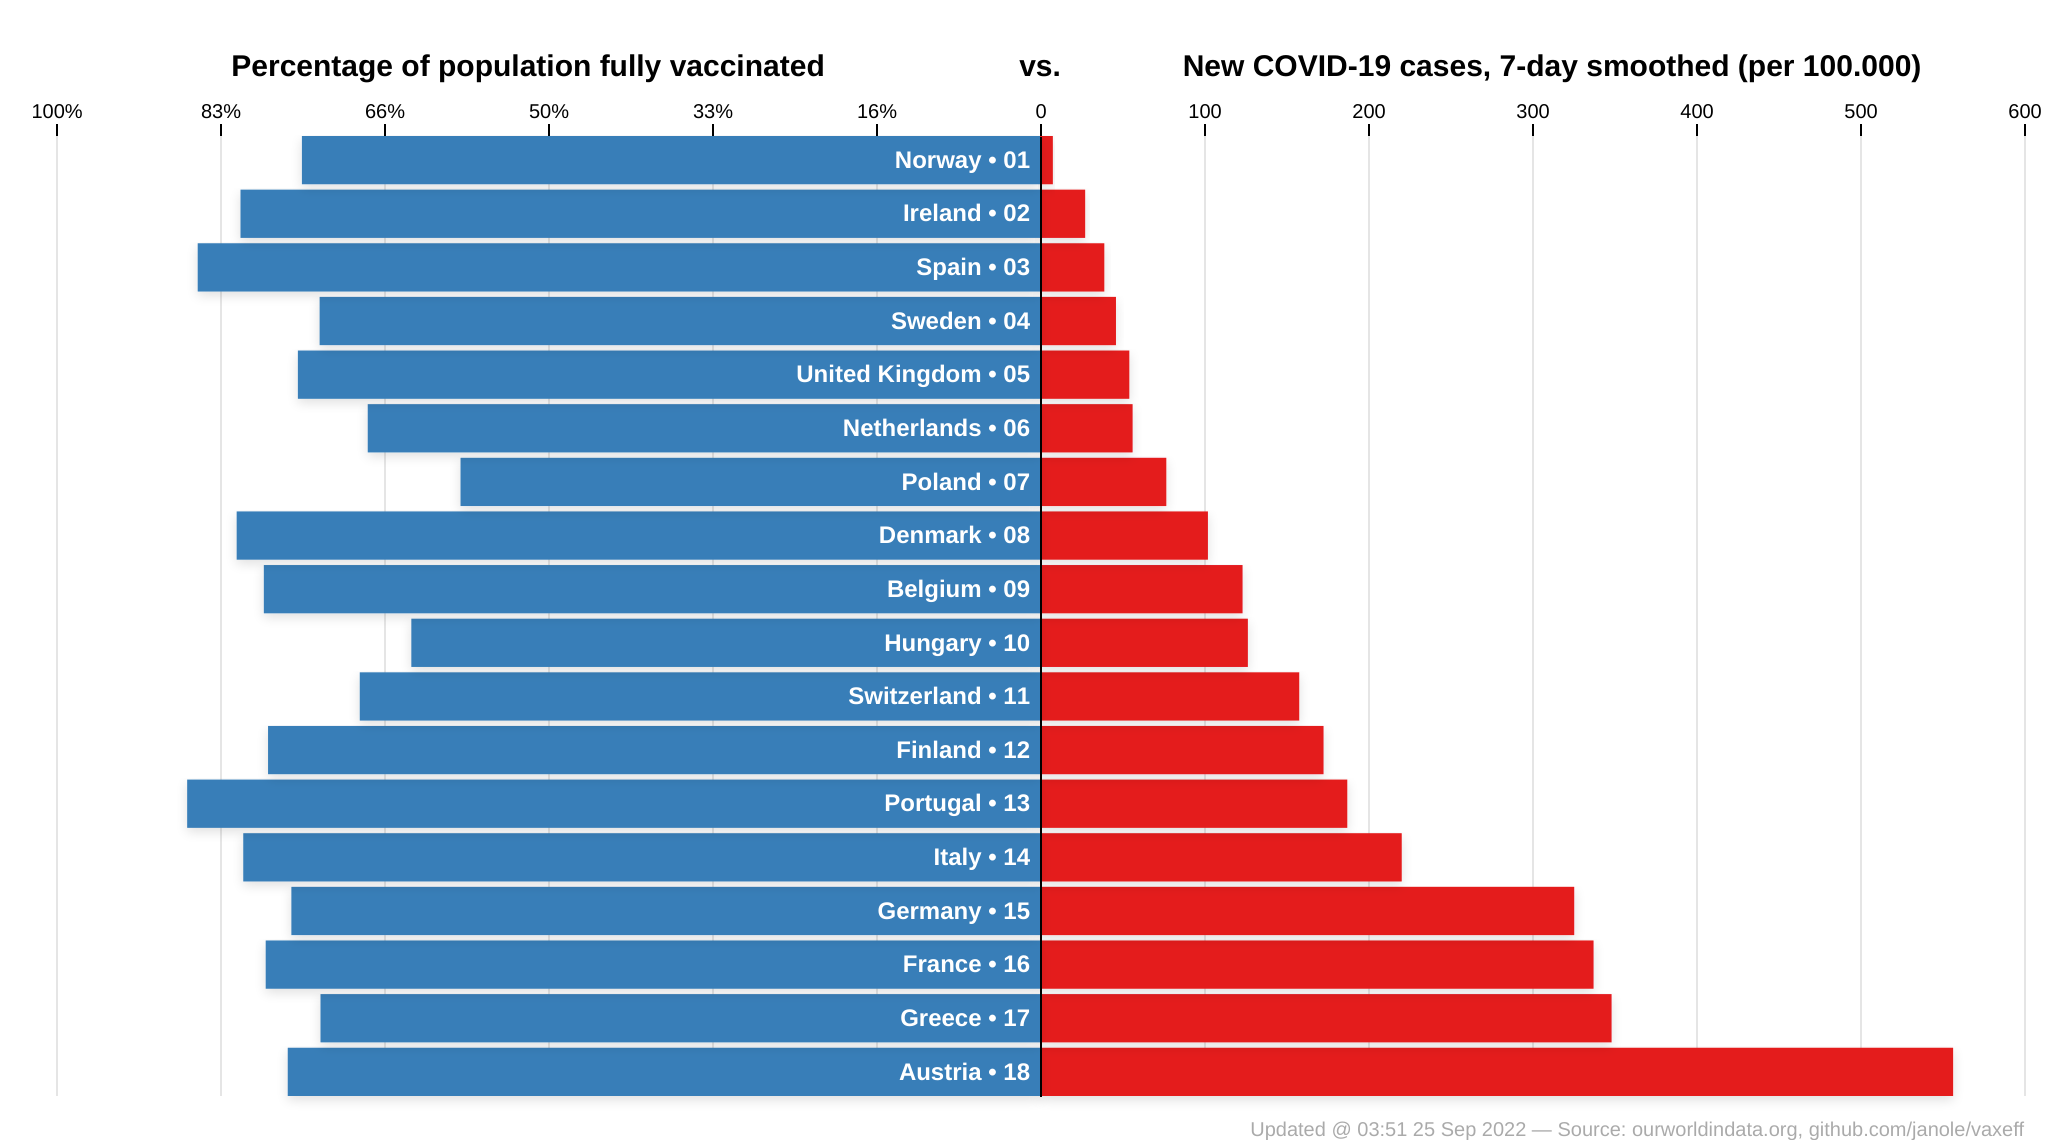 Percentage of population fully vaccinated vs. New COVID-19 cases, 7-day smoothed (per 100.000)
100% 83% 66% 50% 33% 16% 0 100 200 300 400 500 600
Norway • 01
Ireland • 02
Spain • 03
Sweden • 04
United Kingdom • 05
Netherlands • 06
Poland • 07
Denmark • 08
Belgium • 09
Hungary • 10
Switzerland • 11
Finland • 12
Portugal • 13
Italy • 14
Germany • 15
France • 16
Greece • 17
Austria • 18
Updated @ 03:51 25 Sep 2022 — Source: ourworldindata.org, github.com/janole/vaxeff